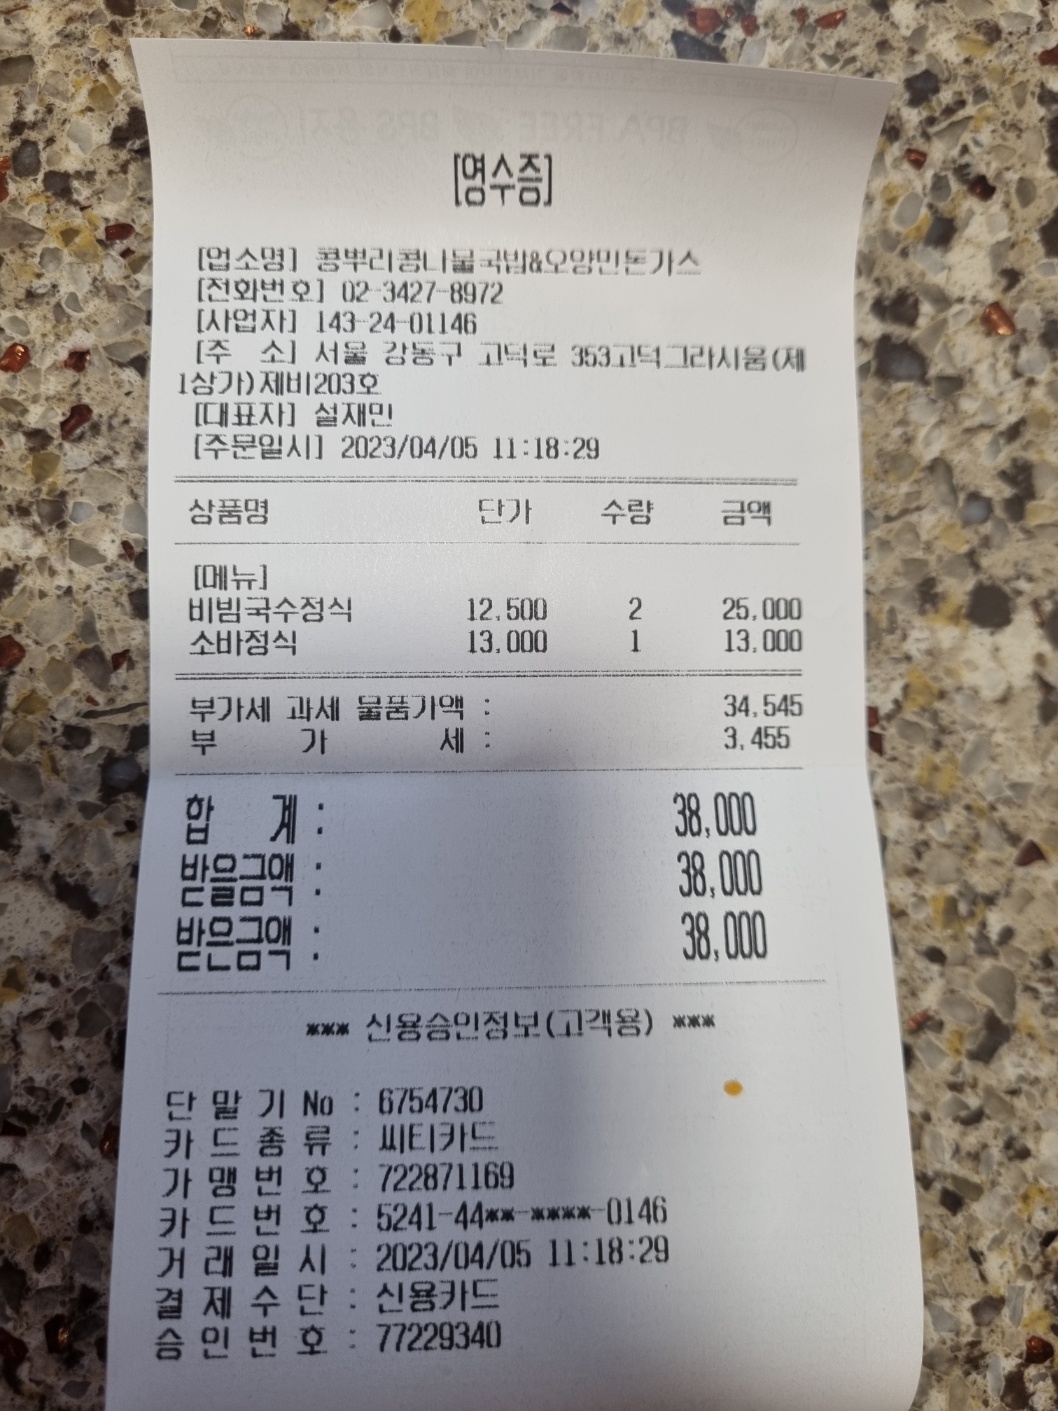 [영수증]
[업소명] 콩뿌리콩나물국밥&오양민돈가스
[전화번호] 02-3427-8972
[사업자] 143-24-01146
[주 소] 서울 강동구 고덕로 353고덕그라시움(제
1상가)제비203호
[대표자] 설재민
[주문일시] 2023/04/05 11:18:29
상품명 단가 수량 금액
[메뉴]
비빔국수정식 12,500 2 25,000
소바정식 13,000 1 13,000
부가세 과세 물품가액 : 34,545
부 가 세 : 3,455
합 계 : 38,000
받을금액 : 38,000
받은금액 : 38,000
*** 신용승인정보(고객용) ***
단 말 기 No : 6754730
카 드 종 류 : 씨티카드
가 맹 번 호 : 722871169
카 드 번 호 : 5241-44**-****-0146
거 래 일 시 : 2023/04/05 11:18:29
결 제 수 단 : 신용카드
승 인 번 호 : 77229340